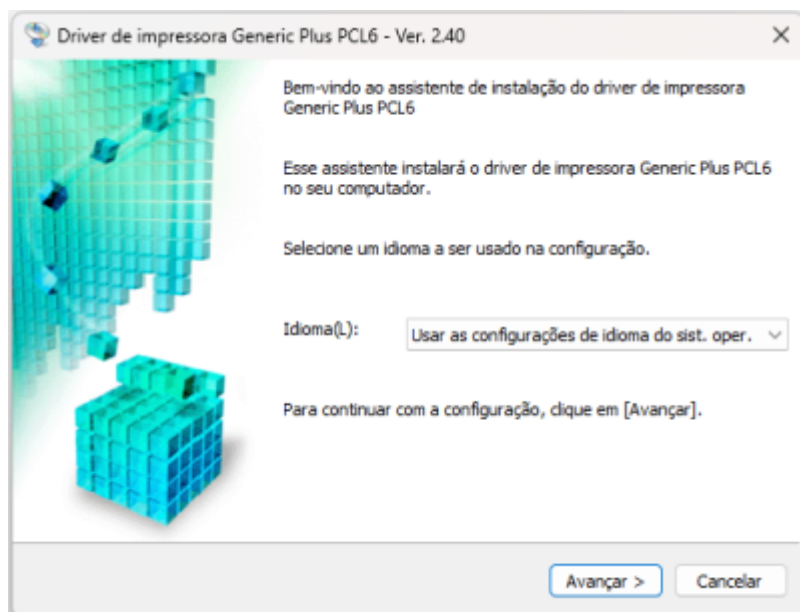 Driver de impressora Generic Plus PCL6 - Ver. 2.40
Bem-vindo ao assistente de instalação do driver de impressora
Generic Plus PCL6
Esse assistente instalará o driver de impressora Generic Plus PCL6
no seu computador.
Selecione um idioma a ser usado na configuração.
Idioma(L):
Usar as configurações de idioma do sist. oper.
Para continuar com a configuração, clique em [Avançar].
Avançar >
Cancelar